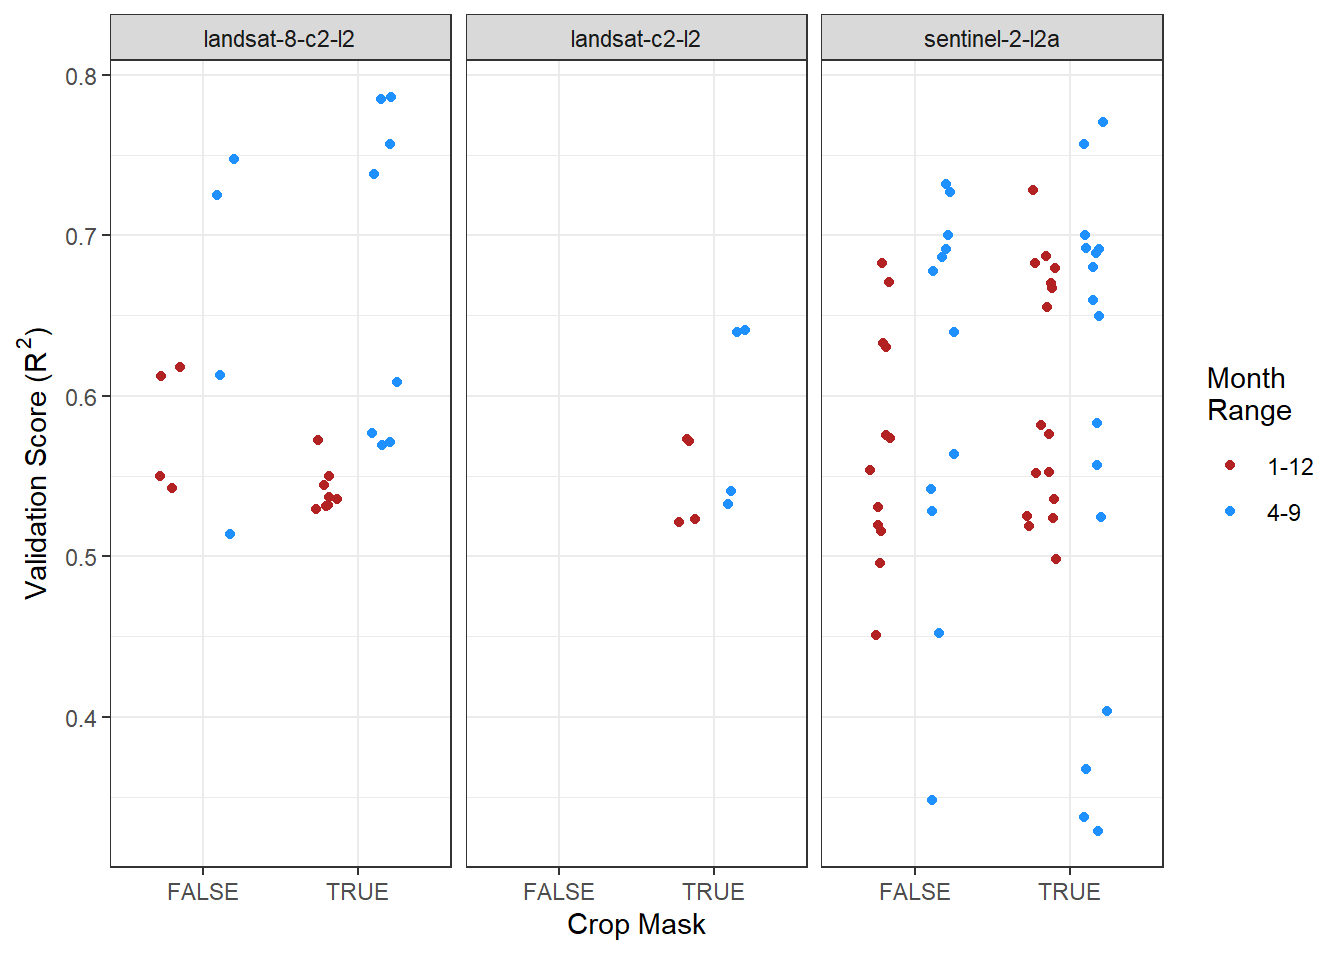 landsat-8-c2-l2
landsat-c2-l2
sentinel-2-l2a
0.8
0.7
0.6
0.5
0.4
Validation Score (R²)
FALSE TRUE
FALSE TRUE
FALSE TRUE
Crop Mask
Month
Range
1-12
4-9